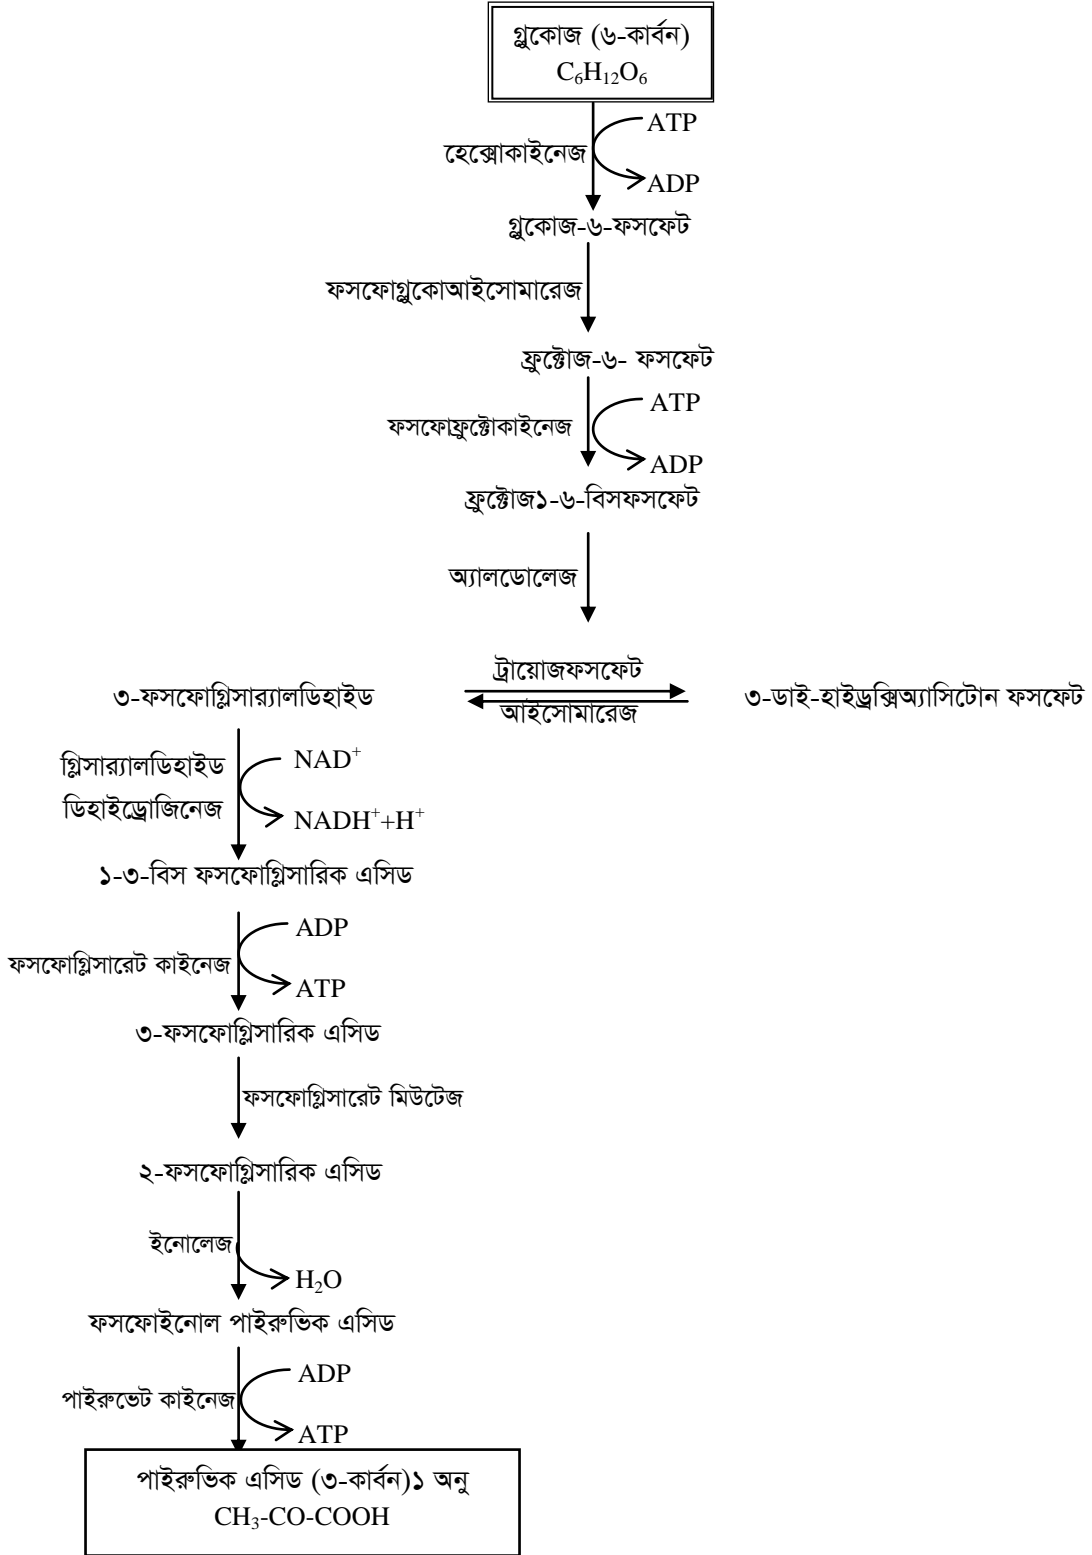 গ্লুকোজ (৬-কার্বন)
C₆H₁₂O₆
ATP
হেক্সোকাইনেজ
ADP
গ্লুকোজ-৬-ফসফেট
ফসফোগ্লুকোআইসোমারেজ
ফ্রুক্টোজ-৬- ফসফেট
ATP
ফসফোফ্রুক্টোকাইনেজ
ADP
ফ্রুক্টোজ১-৬-বিসফসফেট
অ্যালডোলেজ
ট্রায়োজফসফেট
৩-ফসফোগ্লিসার‍্যালডিহাইড
৩-ডাই-হাইড্রক্সিঅ্যাসিটোন ফসফেট
আইসোমারেজ
গ্লিসার‍্যালডিহাইড
NAD⁺
ডিহাইড্রোজিনেজ
NADH⁺+H⁺
১-৩-বিস ফসফোগ্লিসারিক এসিড
ADP
ফসফোগ্লিসারেট কাইনেজ
ATP
৩-ফসফোগ্লিসারিক এসিড
ফসফোগ্লিসারেট মিউটেজ
২-ফসফোগ্লিসারিক এসিড
ইনোলেজ
H₂O
ফসফোইনোল পাইরুভিক এসিড
ADP
পাইরুভেট কাইনেজ
ATP
পাইরুভিক এসিড (৩-কার্বন)১ অনু
CH₃-CO-COOH